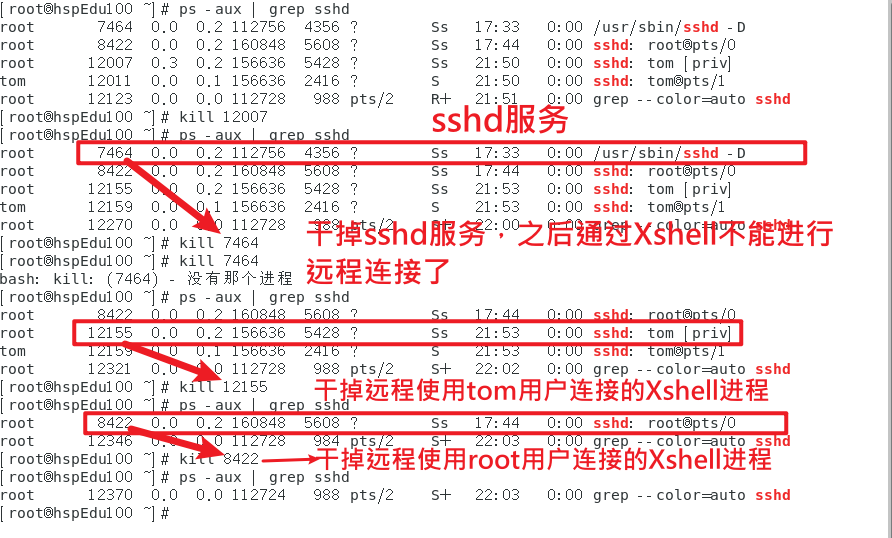 [root@hspEdu100 ~]# ps -aux | grep sshd
root 7464 0.0 0.2 112756 4356 ? Ss 17:33 0:00 /usr/sbin/sshd -D
root 8422 0.0 0.2 160848 5608 ? Ss 17:44 0:00 sshd: root@pts/0
root 12007 0.3 0.2 156636 5428 ? Ss 21:50 0:00 sshd: tom [priv]
tom 12011 0.0 0.1 156636 2416 ? S 21:50 0:00 sshd: tom@pts/1
root 12123 0.0 0.0 112728 988 pts/2 R+ 21:51 0:00 grep --color=auto sshd
[root@hspEdu100 ~]# kill 12007
sshd服务
[root@hspEdu100 ~]# ps -aux | grep sshd
root 7464 0.0 0.2 112756 4356 ? Ss 17:33 0:00 /usr/sbin/sshd -D
root 8422 0.0 0.2 160848 5608 ? Ss 17:44 0:00 sshd: root@pts/0
root 12155 0.0 0.2 156636 5428 ? Ss 21:53 0:00 sshd: tom [priv]
tom 12159 0.0 0.1 156636 2416 ? S 21:53 0:00 sshd: tom@pts/1
root 12270 0.0 0.0 112728 988 pts/2 S+ 22:00 0:00 grep --color=auto sshd
[root@hspEdu100 ~]# kill 7464
干掉sshd服务，之后通过Xshell不能进行
远程连接了
[root@hspEdu100 ~]# kill 7464
bash: kill: (7464) - 没有那个进程
[root@hspEdu100 ~]# ps -aux | grep sshd
root 8422 0.0 0.2 160848 5608 ? Ss 17:44 0:00 sshd: root@pts/0
root 12155 0.0 0.2 156636 5428 ? Ss 21:53 0:00 sshd: tom [priv]
tom 12159 0.0 0.1 156636 2416 ? S 21:53 0:00 sshd: tom@pts/1
root 12321 0.0 0.0 112728 988 pts/2 S+ 22:02 0:00 grep --color=auto sshd
[root@hspEdu100 ~]# kill 12155
干掉远程使用tom用户连接的Xshell进程
[root@hspEdu100 ~]# ps -aux | grep sshd
root 8422 0.0 0.2 160848 5608 ? Ss 17:44 0:00 sshd: root@pts/0
root 12346 0.0 0.0 112728 984 pts/2 S+ 22:03 0:00 grep --color=auto sshd
[root@hspEdu100 ~]# kill 8422
干掉远程使用root用户连接的Xshell进程
[root@hspEdu100 ~]# ps -aux | grep sshd
root 12370 0.0 0.0 112724 988 pts/2 S+ 22:03 0:00 grep --color=auto sshd
[root@hspEdu100 ~]#